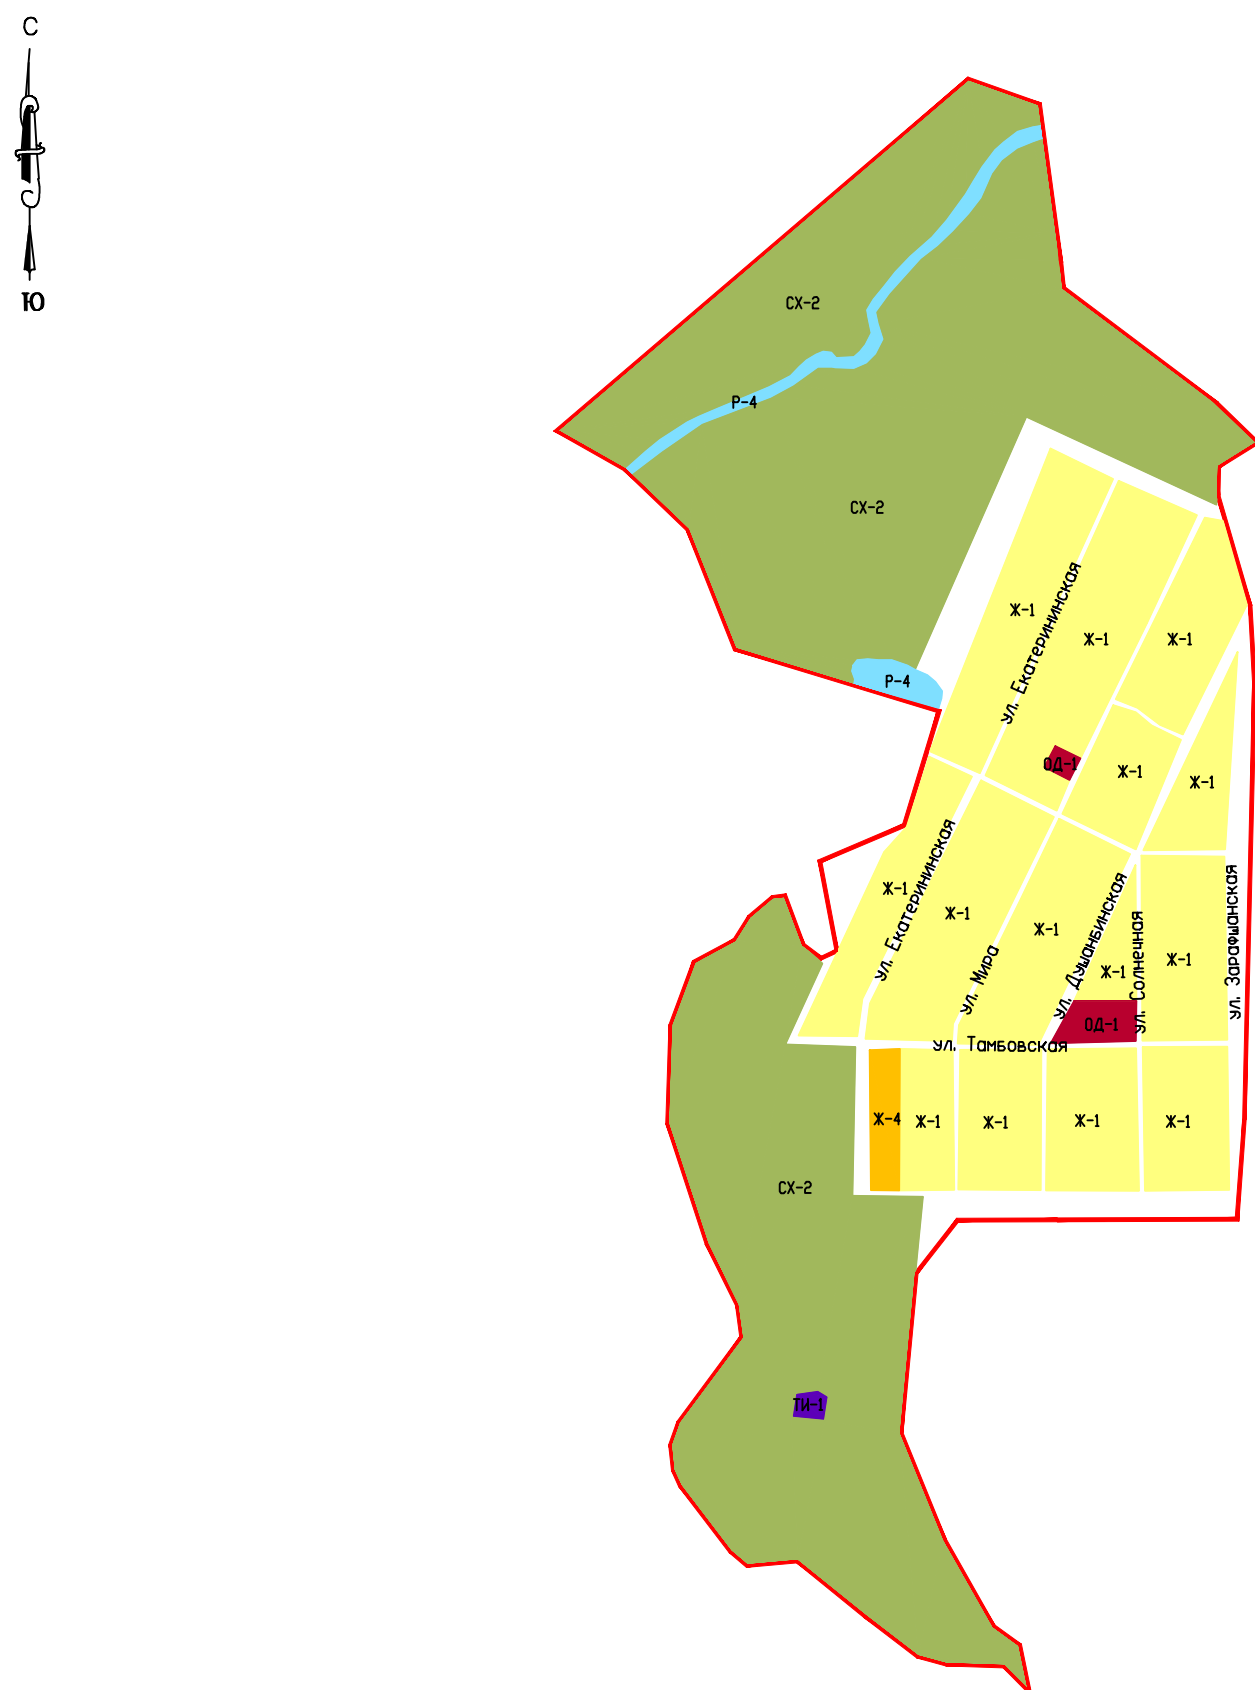 С
Ю
СХ-2
Р-4
СХ-2
Ж-1
ул. Екатерининская
Ж-1
Ж-1
Р-4
ОД-1
Ж-1
Ж-1
Ж-1
ул. Екатерининская
Ж-1
ул. Мира
Ж-1
ул. Душанбинская
Ж-1
ул. Солнечная
Ж-1
ул. Зарафшанская
ОД-1
ул. Тамбовская
Ж-4
Ж-1
Ж-1
Ж-1
Ж-1
СХ-2
ТИ-1